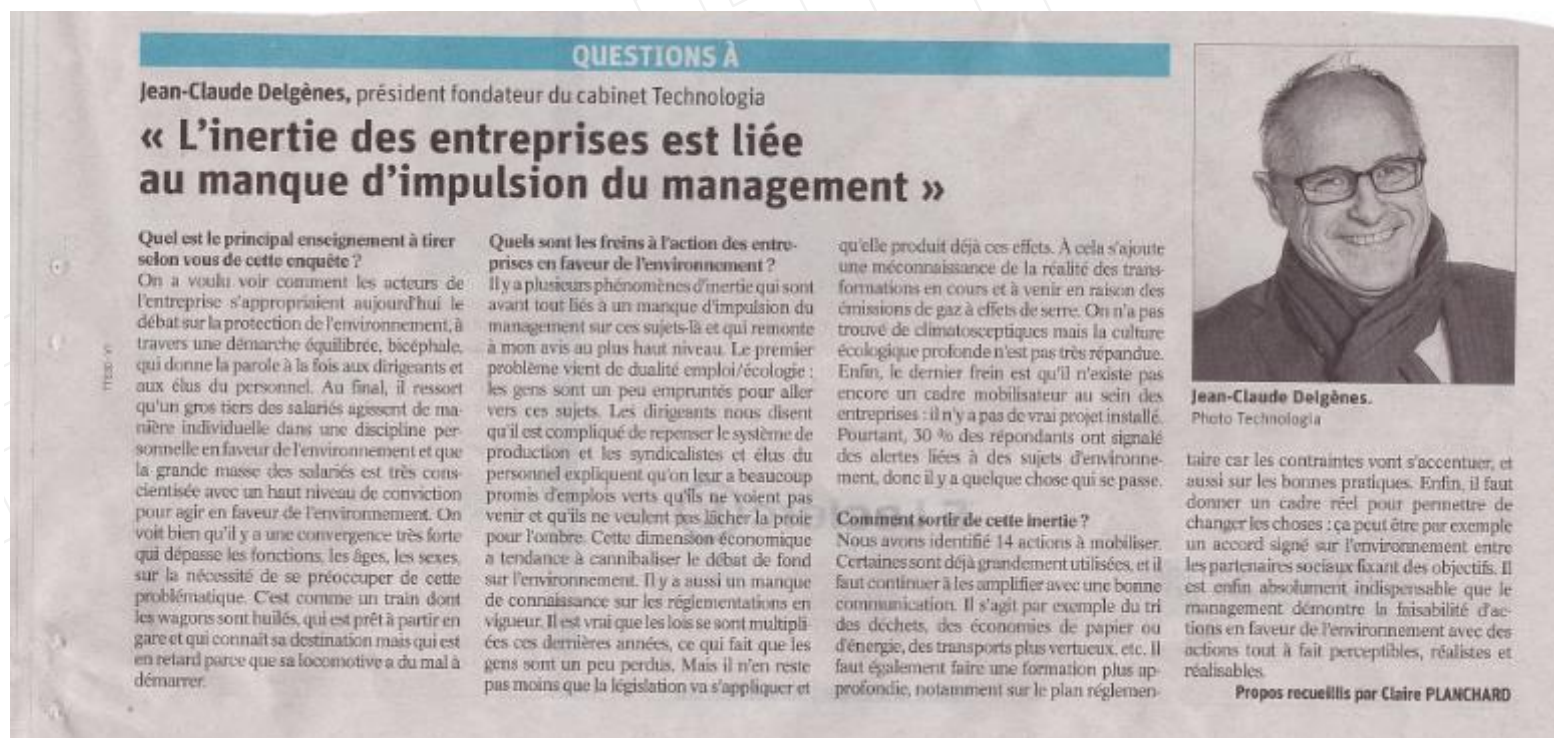 QUESTIONS À
Jean-Claude Delgènes, président fondateur du cabinet Technologia
« L'inertie des entreprises est liée
au manque d'impulsion du management »
Quel est le principal enseignement à tirer
selon vous de cette enquête ?
On a voulu voir comment les acteurs de
l'entreprise s'appropriaient aujourd'hui le
débat sur la protection de l'environnement, à
travers une démarche équilibrée, bicéphale,
qui donne la parole à la fois aux dirigeants et
aux élus du personnel. Au final, il ressort
qu'un gros tiers des salariés agissent de ma-
nière individuelle dans une discipline per-
sonnelle en faveur de l'environnement et que
la grande masse des salariés est très cons-
cientisée avec un haut niveau de conviction
pour agir en faveur de l'environnement. On
voit bien qu'il y a une convergence très forte
qui dépasse les fonctions, les âges, les sexes,
sur la nécessité de se préoccuper de cette
problématique. C'est comme un train dont
les wagons sont huilés, qui est prêt à partir en
gare et qui connaît sa destination mais qui est
en retard parce que sa locomotive a du mal à
démarrer.
Quels sont les freins à l'action des entre-
prises en faveur de l'environnement ?
Il y a plusieurs phénomènes d'inertie qui sont
avant tout liés à un manque d'impulsion du
management sur ces sujets-là et qui remonte
à mon avis au plus haut niveau. Le premier
problème vient de dualité emploi/écologie :
les gens sont un peu empruntés pour aller
vers ces sujets. Les dirigeants nous disent
qu'il est compliqué de repenser le système de
production et les syndicalistes et élus du
personnel expliquent qu'on leur a beaucoup
promis d'emplois verts qu'ils ne voient pas
venir et qu'ils ne veulent pas lâcher la proie
pour l'ombre. Cette dimension économique
a tendance à cannibaliser le débat de fond
sur l'environnement. Il y a aussi un manque
de connaissance sur les réglementations en
vigueur. Il est vrai que les lois se sont multipli-
ées ces dernières années, ce qui fait que les
gens sont un peu perdus. Mais il n'en reste
pas moins que la législation va s'appliquer et
qu'elle produit déjà ces effets. À cela s'ajoute
une méconnaissance de la réalité des trans-
formations en cours et à venir en raison des
émissions de gaz à effets de serre. On n'a pas
trouvé de climatosceptiques mais la culture
écologique profonde n'est pas très répandue.
Enfin, le dernier frein est qu'il n'existe pas
encore un cadre mobilisateur au sein des
entreprises : il n'y a pas de vrai projet installé.
Pourtant, 30 % des répondants ont signalé
des alertes liées à des sujets d'environne-
ment, donc il y a quelque chose qui se passe.
Comment sortir de cette inertie ?
Nous avons identifié 14 actions à mobiliser.
Certaines sont déjà grandement utilisées, et il
faut continuer à les amplifier avec une bonne
communication. Il s'agit par exemple du tri
des déchets, des économies de papier ou
d'énergie, des transports plus vertueux, etc. Il
faut également faire une formation plus ap-
profondie, notamment sur le plan réglemen-
Jean-Claude Delgènes.
Photo Technologia
taire car les contraintes vont s'accentuer, et
aussi sur les bonnes pratiques. Enfin, il faut
donner un cadre réel pour permettre de
changer les choses : ça peut être par exemple
un accord signé sur l'environnement entre
les partenaires sociaux fixant des objectifs. Il
est enfin absolument indispensable que le
management démontre la faisabilité d'ac-
tions en faveur de l'environnement avec des
actions tout à fait perceptibles, réalistes et
réalisables.
Propos recueillis par Claire PLANCHARD